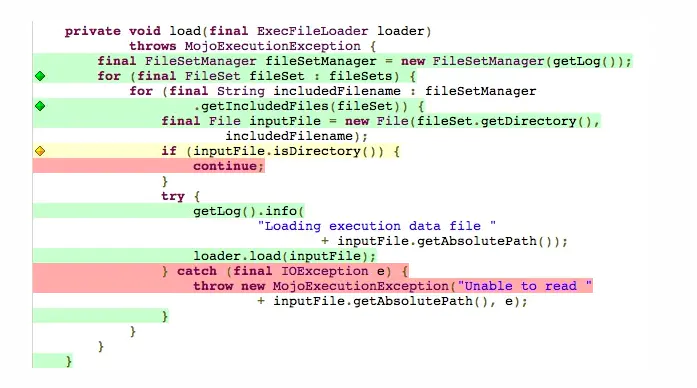 private void load(final ExecFileLoader loader)
throws MojoExecutionException {
final FileSetManager fileSetManager = new FileSetManager(getLog());
for (final FileSet fileSet : fileSets) {
for (final String includedFilename : fileSetManager
.getIncludedFiles(fileSet)) {
final File inputFile = new File(fileSet.getDirectory(),
includedFilename);
if (inputFile.isDirectory()) {
continue;
}
try {
getLog().info(
"Loading execution data file "
+ inputFile.getAbsolutePath());
loader.load(inputFile);
} catch (final IOException e) {
throw new MojoExecutionException("Unable to read "
+ inputFile.getAbsolutePath(), e);
}
}
}
}